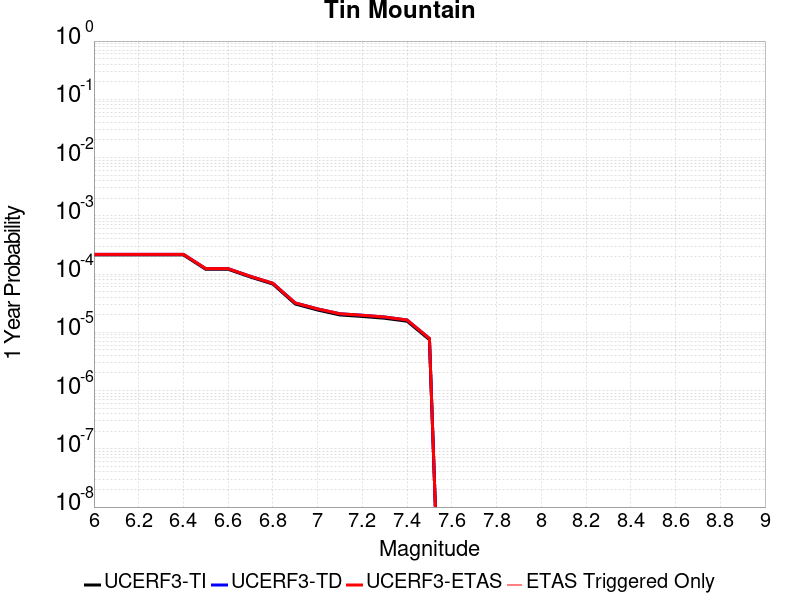 Tin Mountain
1 Year Probability
10^0
10^-1
10^-2
10^-3
10^-4
10^-5
10^-6
10^-7
10^-8
6 6.2 6.4 6.6 6.8 7 7.2 7.4 7.6 7.8 8 8.2 8.4 8.6 8.8 9
Magnitude
UCERF3-TI UCERF3-TD UCERF3-ETAS ETAS Triggered Only